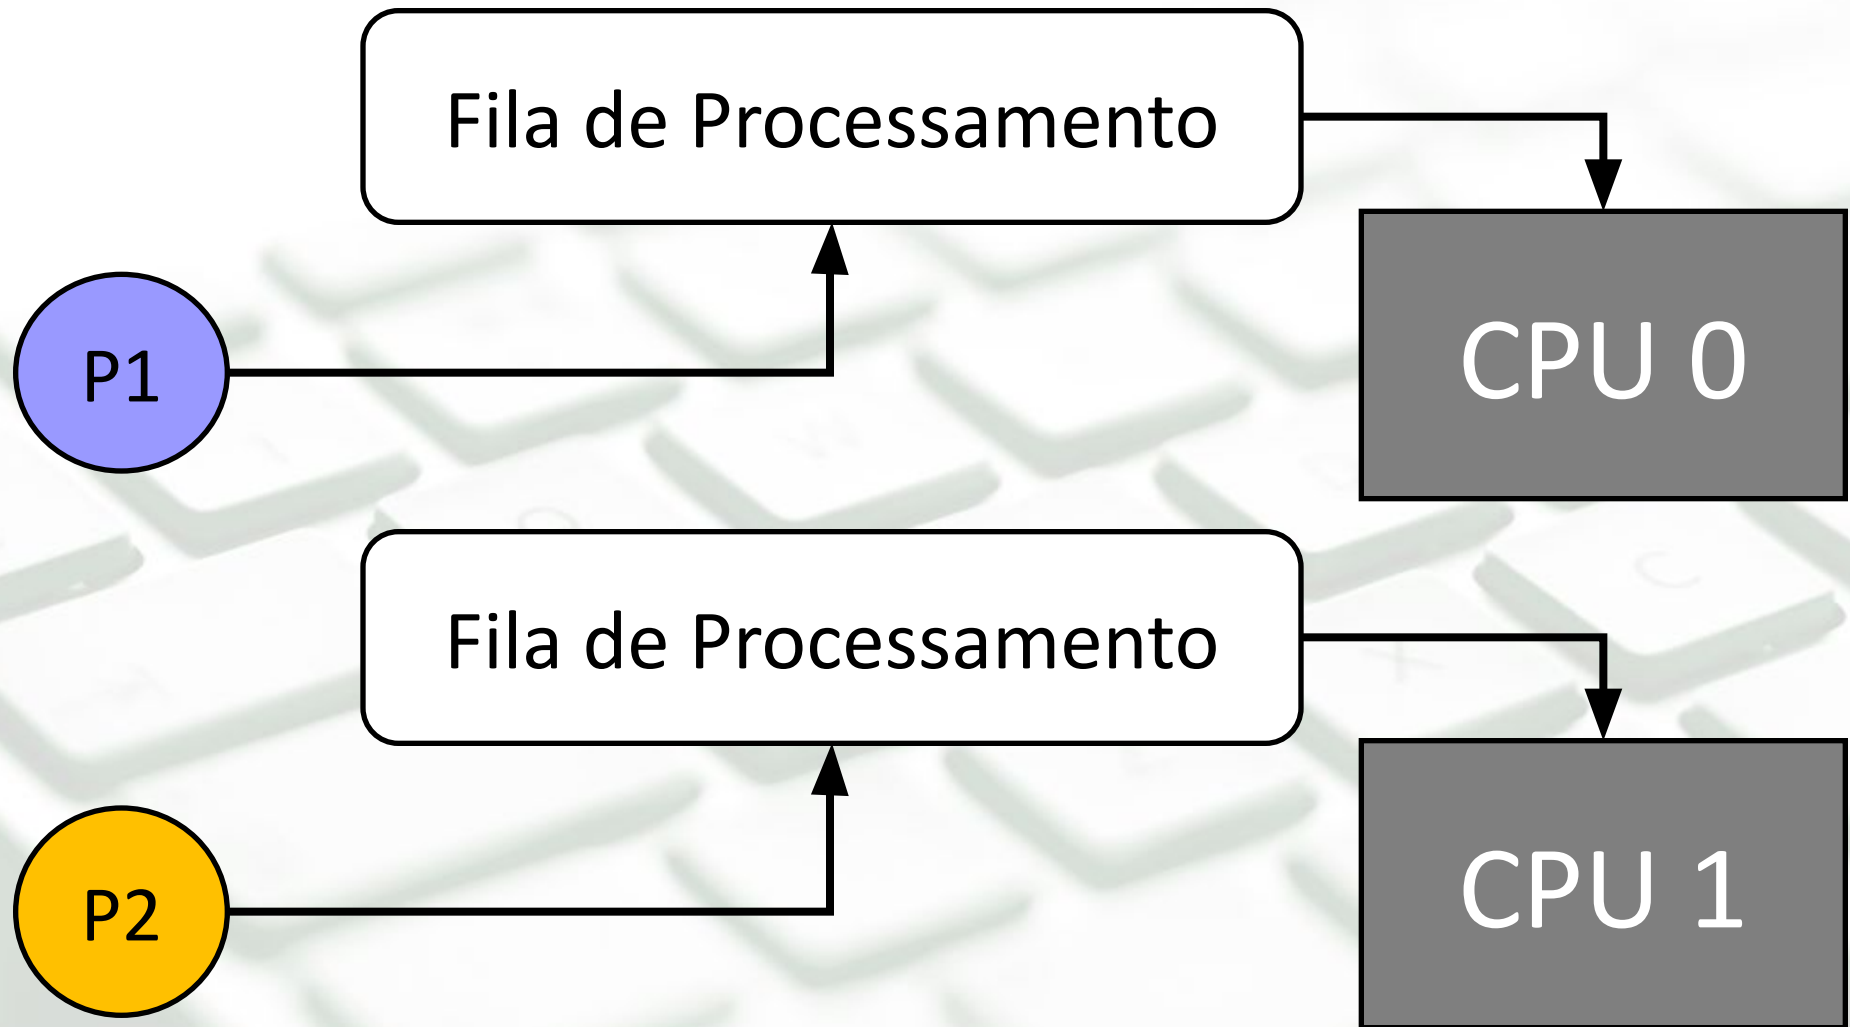 Fila de Processamento
P1
CPU 0
Fila de Processamento
P2
CPU 1